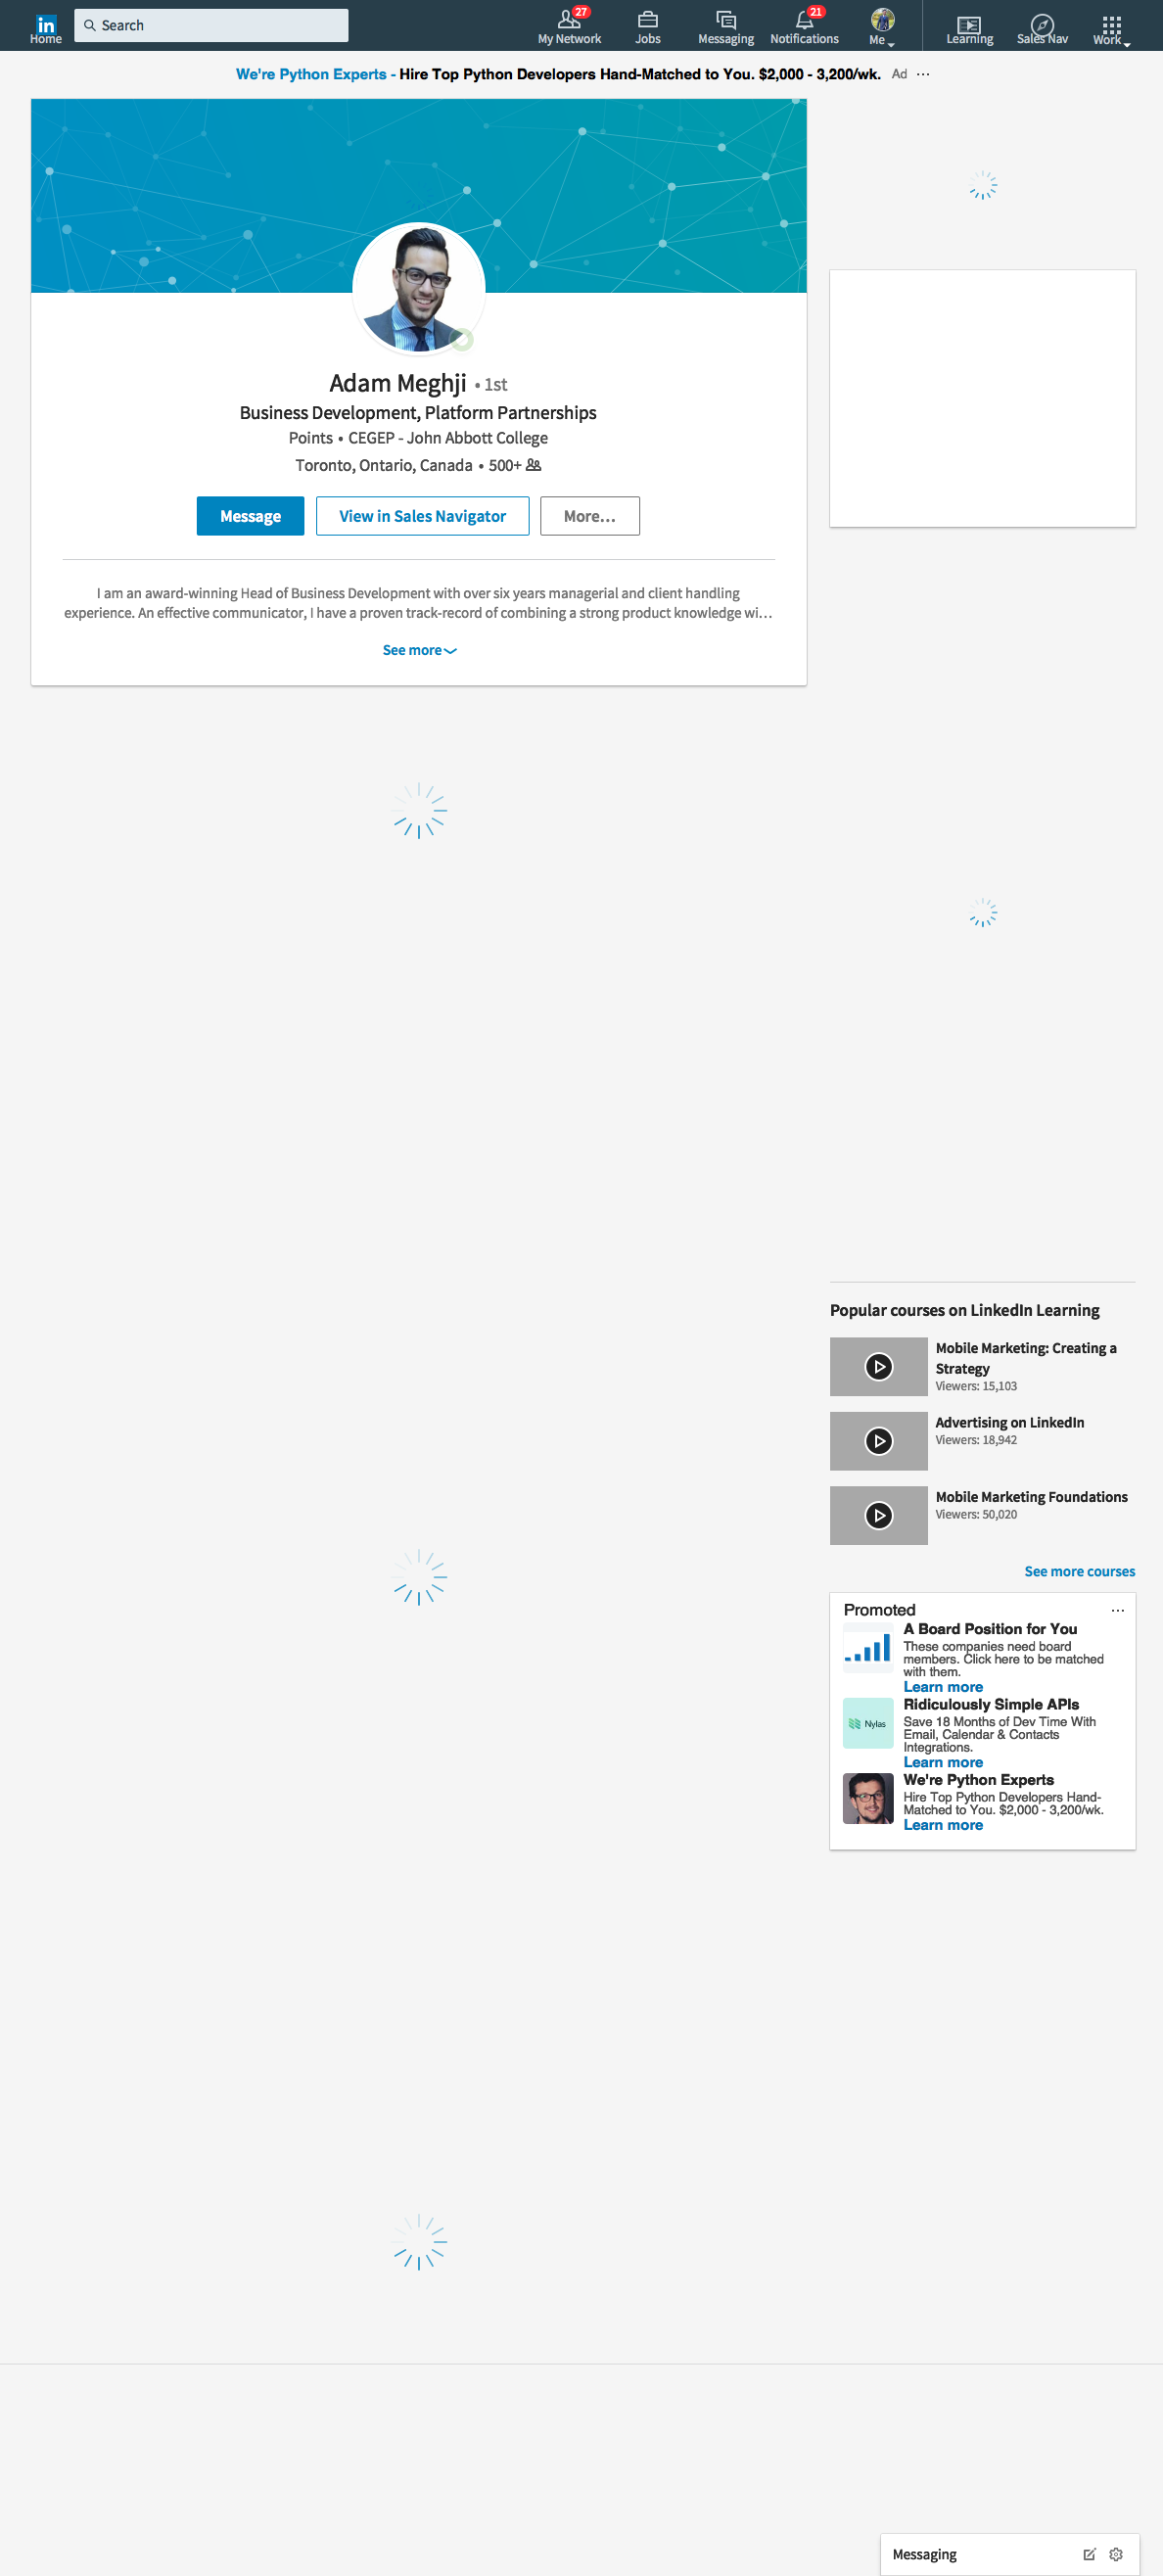 in
Home
Search
27
My Network
Jobs
Messaging
21
Notifications
Me
Learning
Sales Nav
Work
We're Python Experts - Hire Top Python Developers Hand-Matched to You. $2,000 - 3,200/wk. Ad ...
Adam Meghji • 1st
Business Development, Platform Partnerships
Points • CEGEP - John Abbott College
Toronto, Ontario, Canada • 500+
Message
View in Sales Navigator
More...
I am an award-winning Head of Business Development with over six years managerial and client handling
experience. An effective communicator, I have a proven track-record of combining a strong product knowledge wi...
See more
Popular courses on LinkedIn Learning
Mobile Marketing: Creating a
Strategy
Viewers: 15,103
Advertising on LinkedIn
Viewers: 18,942
Mobile Marketing Foundations
Viewers: 50,020
See more courses
Promoted ...
A Board Position for You
These companies need board
members. Click here to be matched
with them.
Learn more
Nylas
Ridiculously Simple APIs
Save 18 Months of Dev Time With
Email, Calendar & Contacts
Integrations.
Learn more
We're Python Experts
Hire Top Python Developers Hand-
Matched to You. $2,000 - 3,200/wk.
Learn more
Messaging